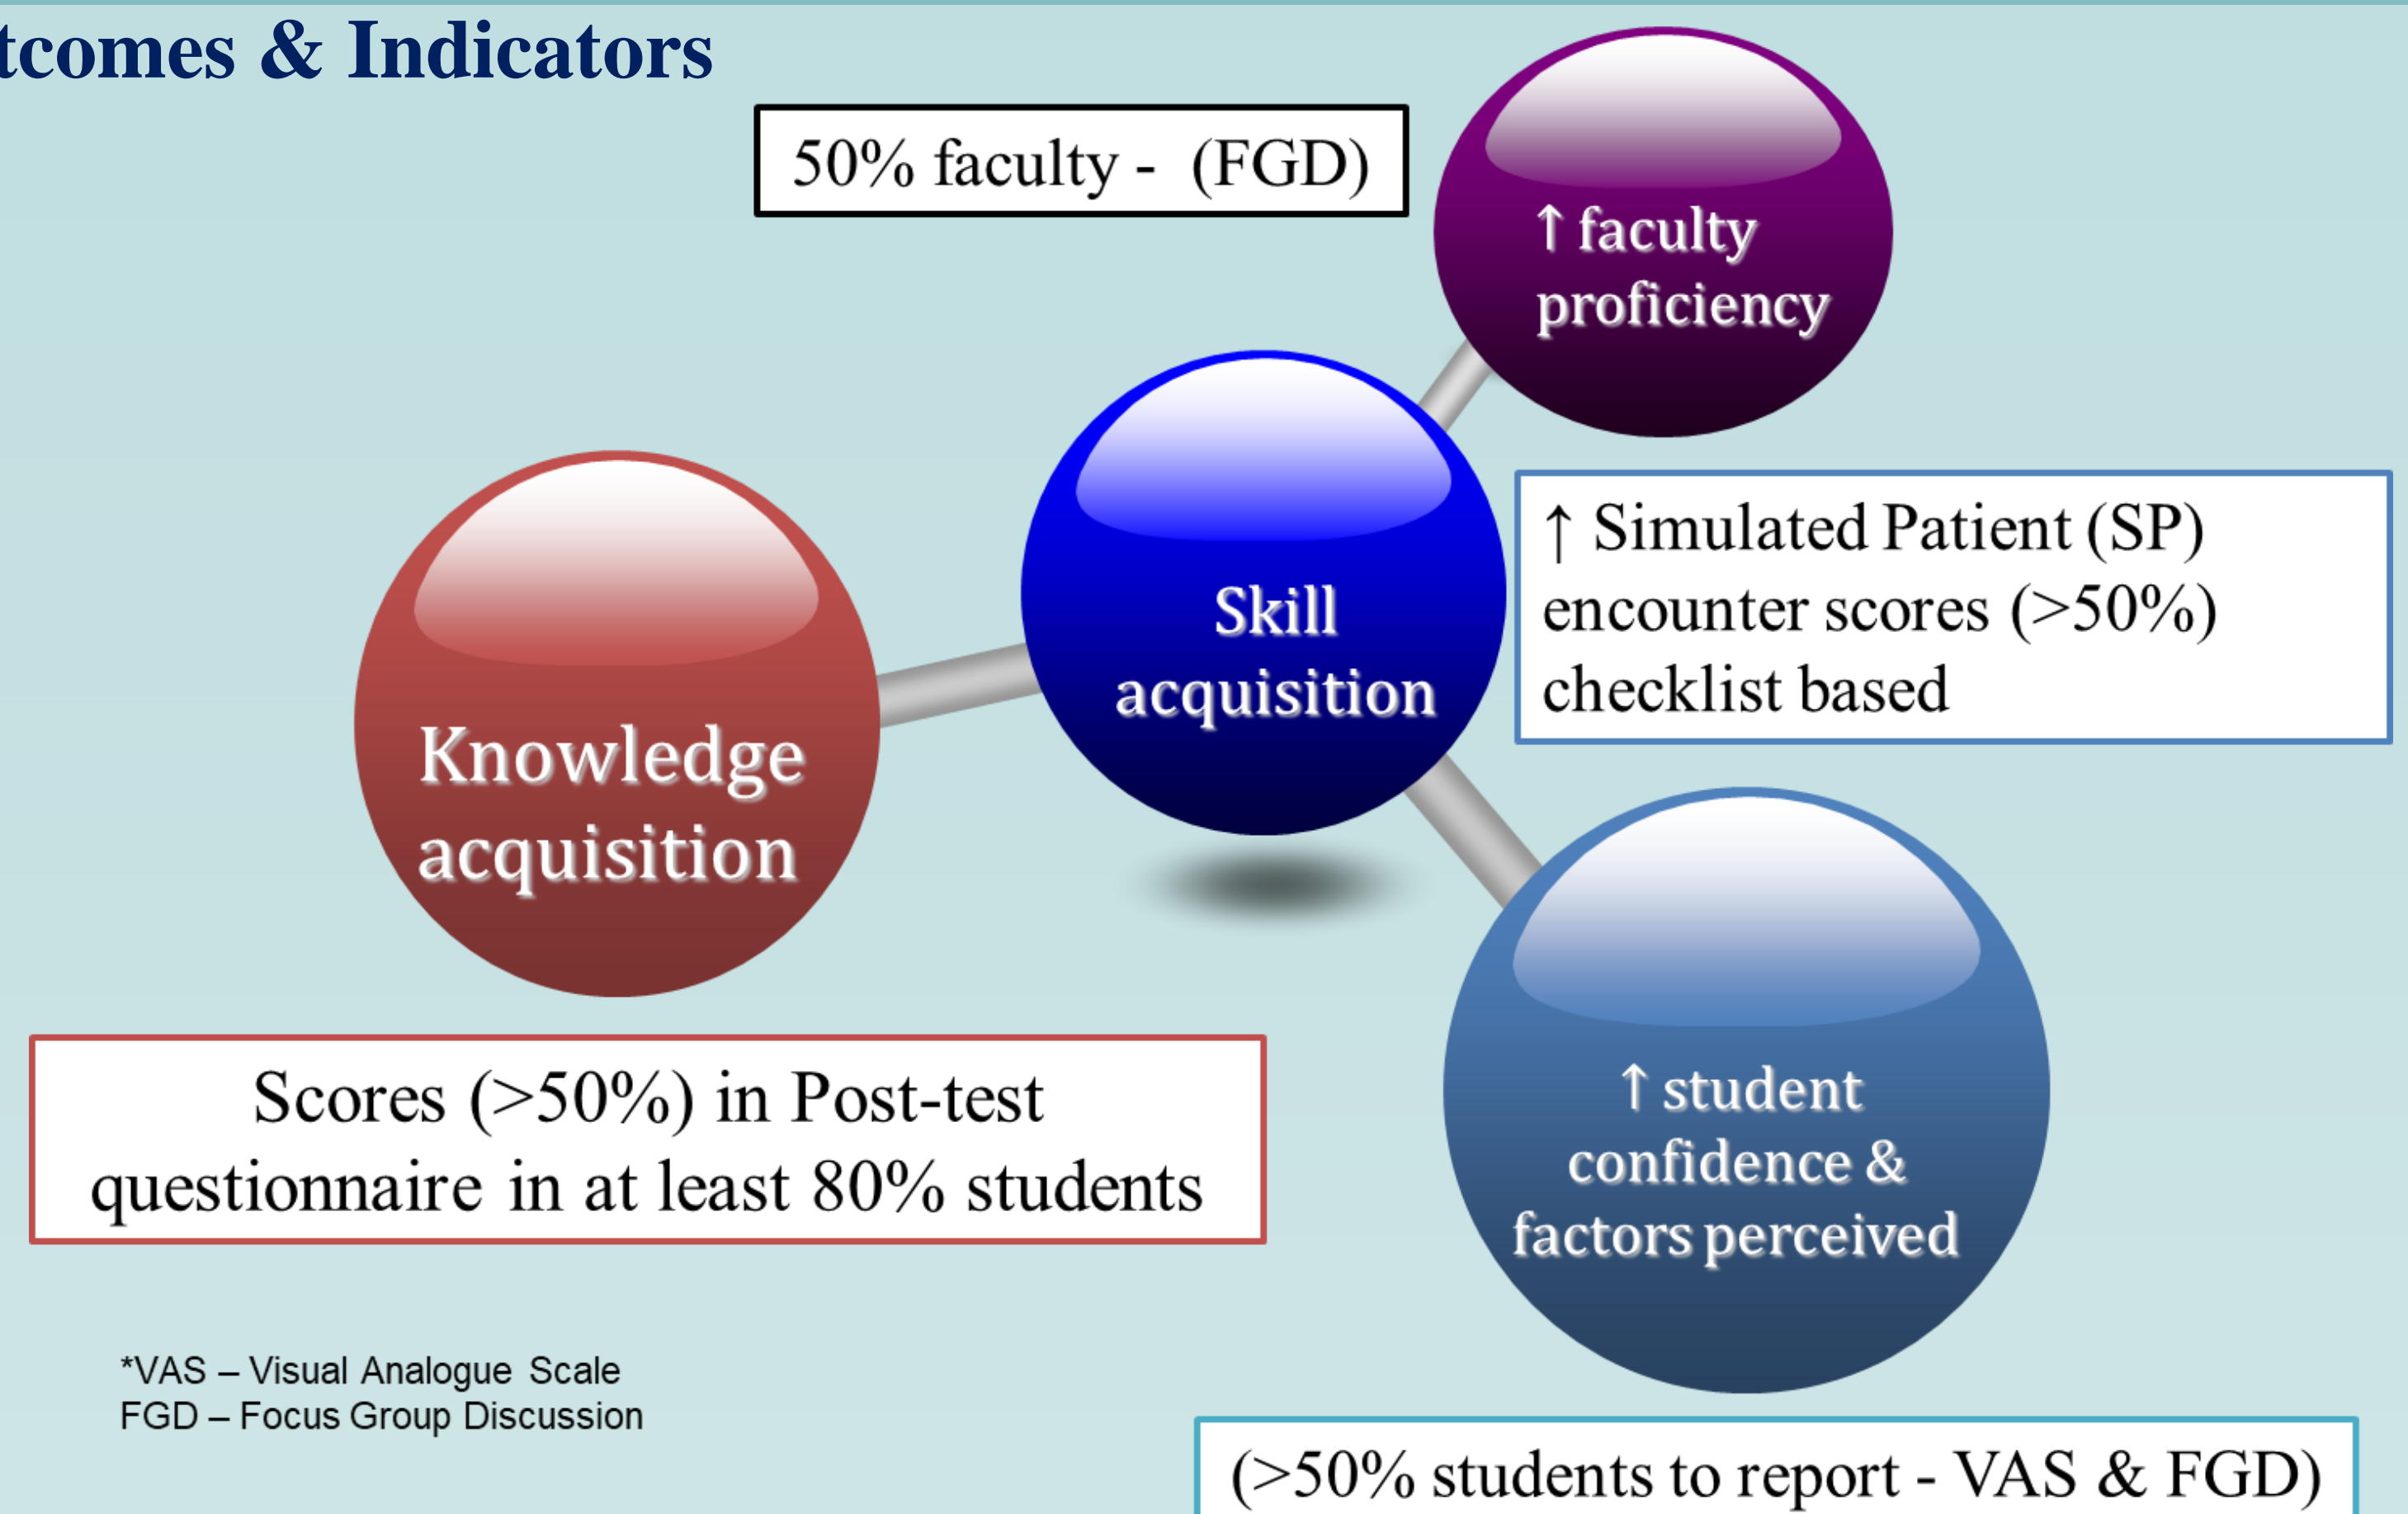 tcomes & Indicators
50% faculty - (FGD)
↑ faculty
proficiency
Skill
acquisition
↑ Simulated Patient (SP)
encounter scores (>50%)
checklist based
Knowledge
acquisition
Scores (>50%) in Post-test
questionnaire in at least 80% students
↑ student
confidence &
factors perceived
*VAS – Visual Analogue Scale
FGD – Focus Group Discussion
(>50% students to report - VAS & FGD)